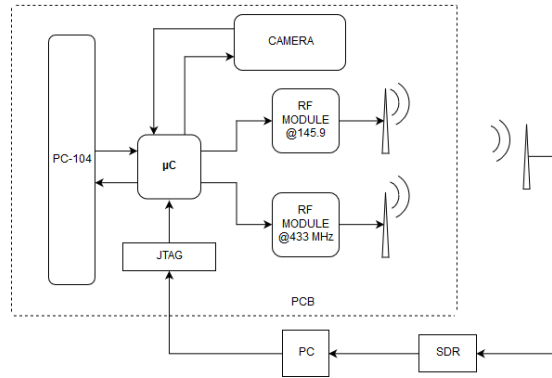 CAMERA
RF
MODULE
@145.9
PC-104
µC
RF
MODULE
@433 MHz
JTAG
PCB
PC
SDR